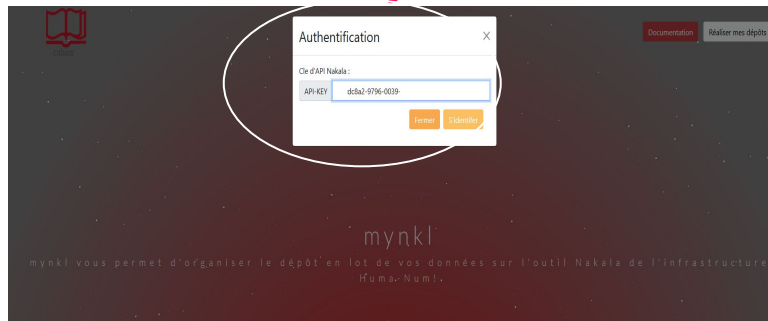 Authentification X
Documentation Réaliser mes dépôts
Cle d'API Nakala :
API-KEY dc8a2-9796-0039-
Fermer S'identifier
mynkl
mynkl vous permet d'organiser le dépôt en lot de vos données sur l'outil Nakala de l'infrastructure
Huma-Num!.